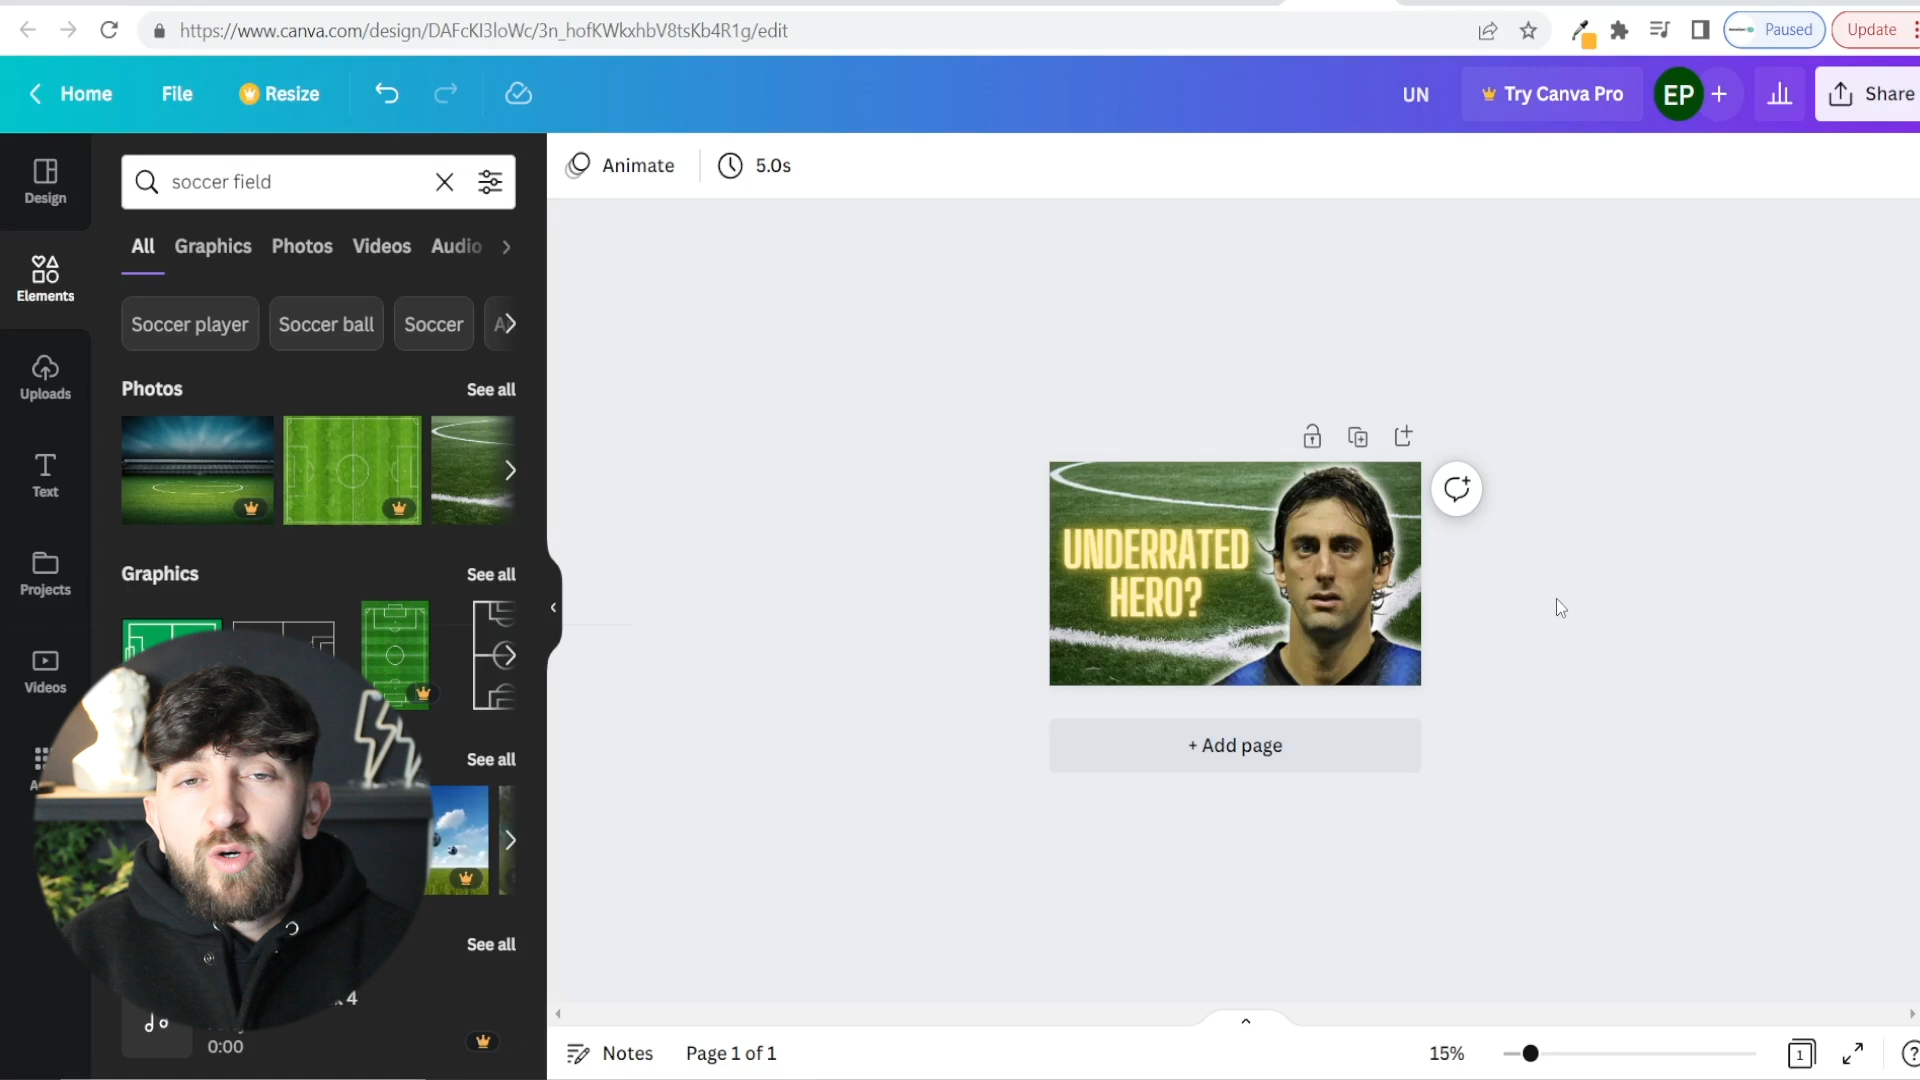 https://www.canva.com/design/DAFcKI3loWc/3n_hofKWkxhbV8tsKb4R1g/edit
Paused
Update
Home
File
Resize
UN
Try Canva Pro
EP
Share
Design
Elements
Uploads
Text
Projects
Videos
soccer field
All
Graphics
Photos
Videos
Audio
Soccer player
Soccer ball
Soccer
Photos
See all
Graphics
See all
See all
See all
4
0:00
Animate
5.0s
UNDERRATED
HERO?
+ Add page
Notes
Page 1 of 1
15%
1
?